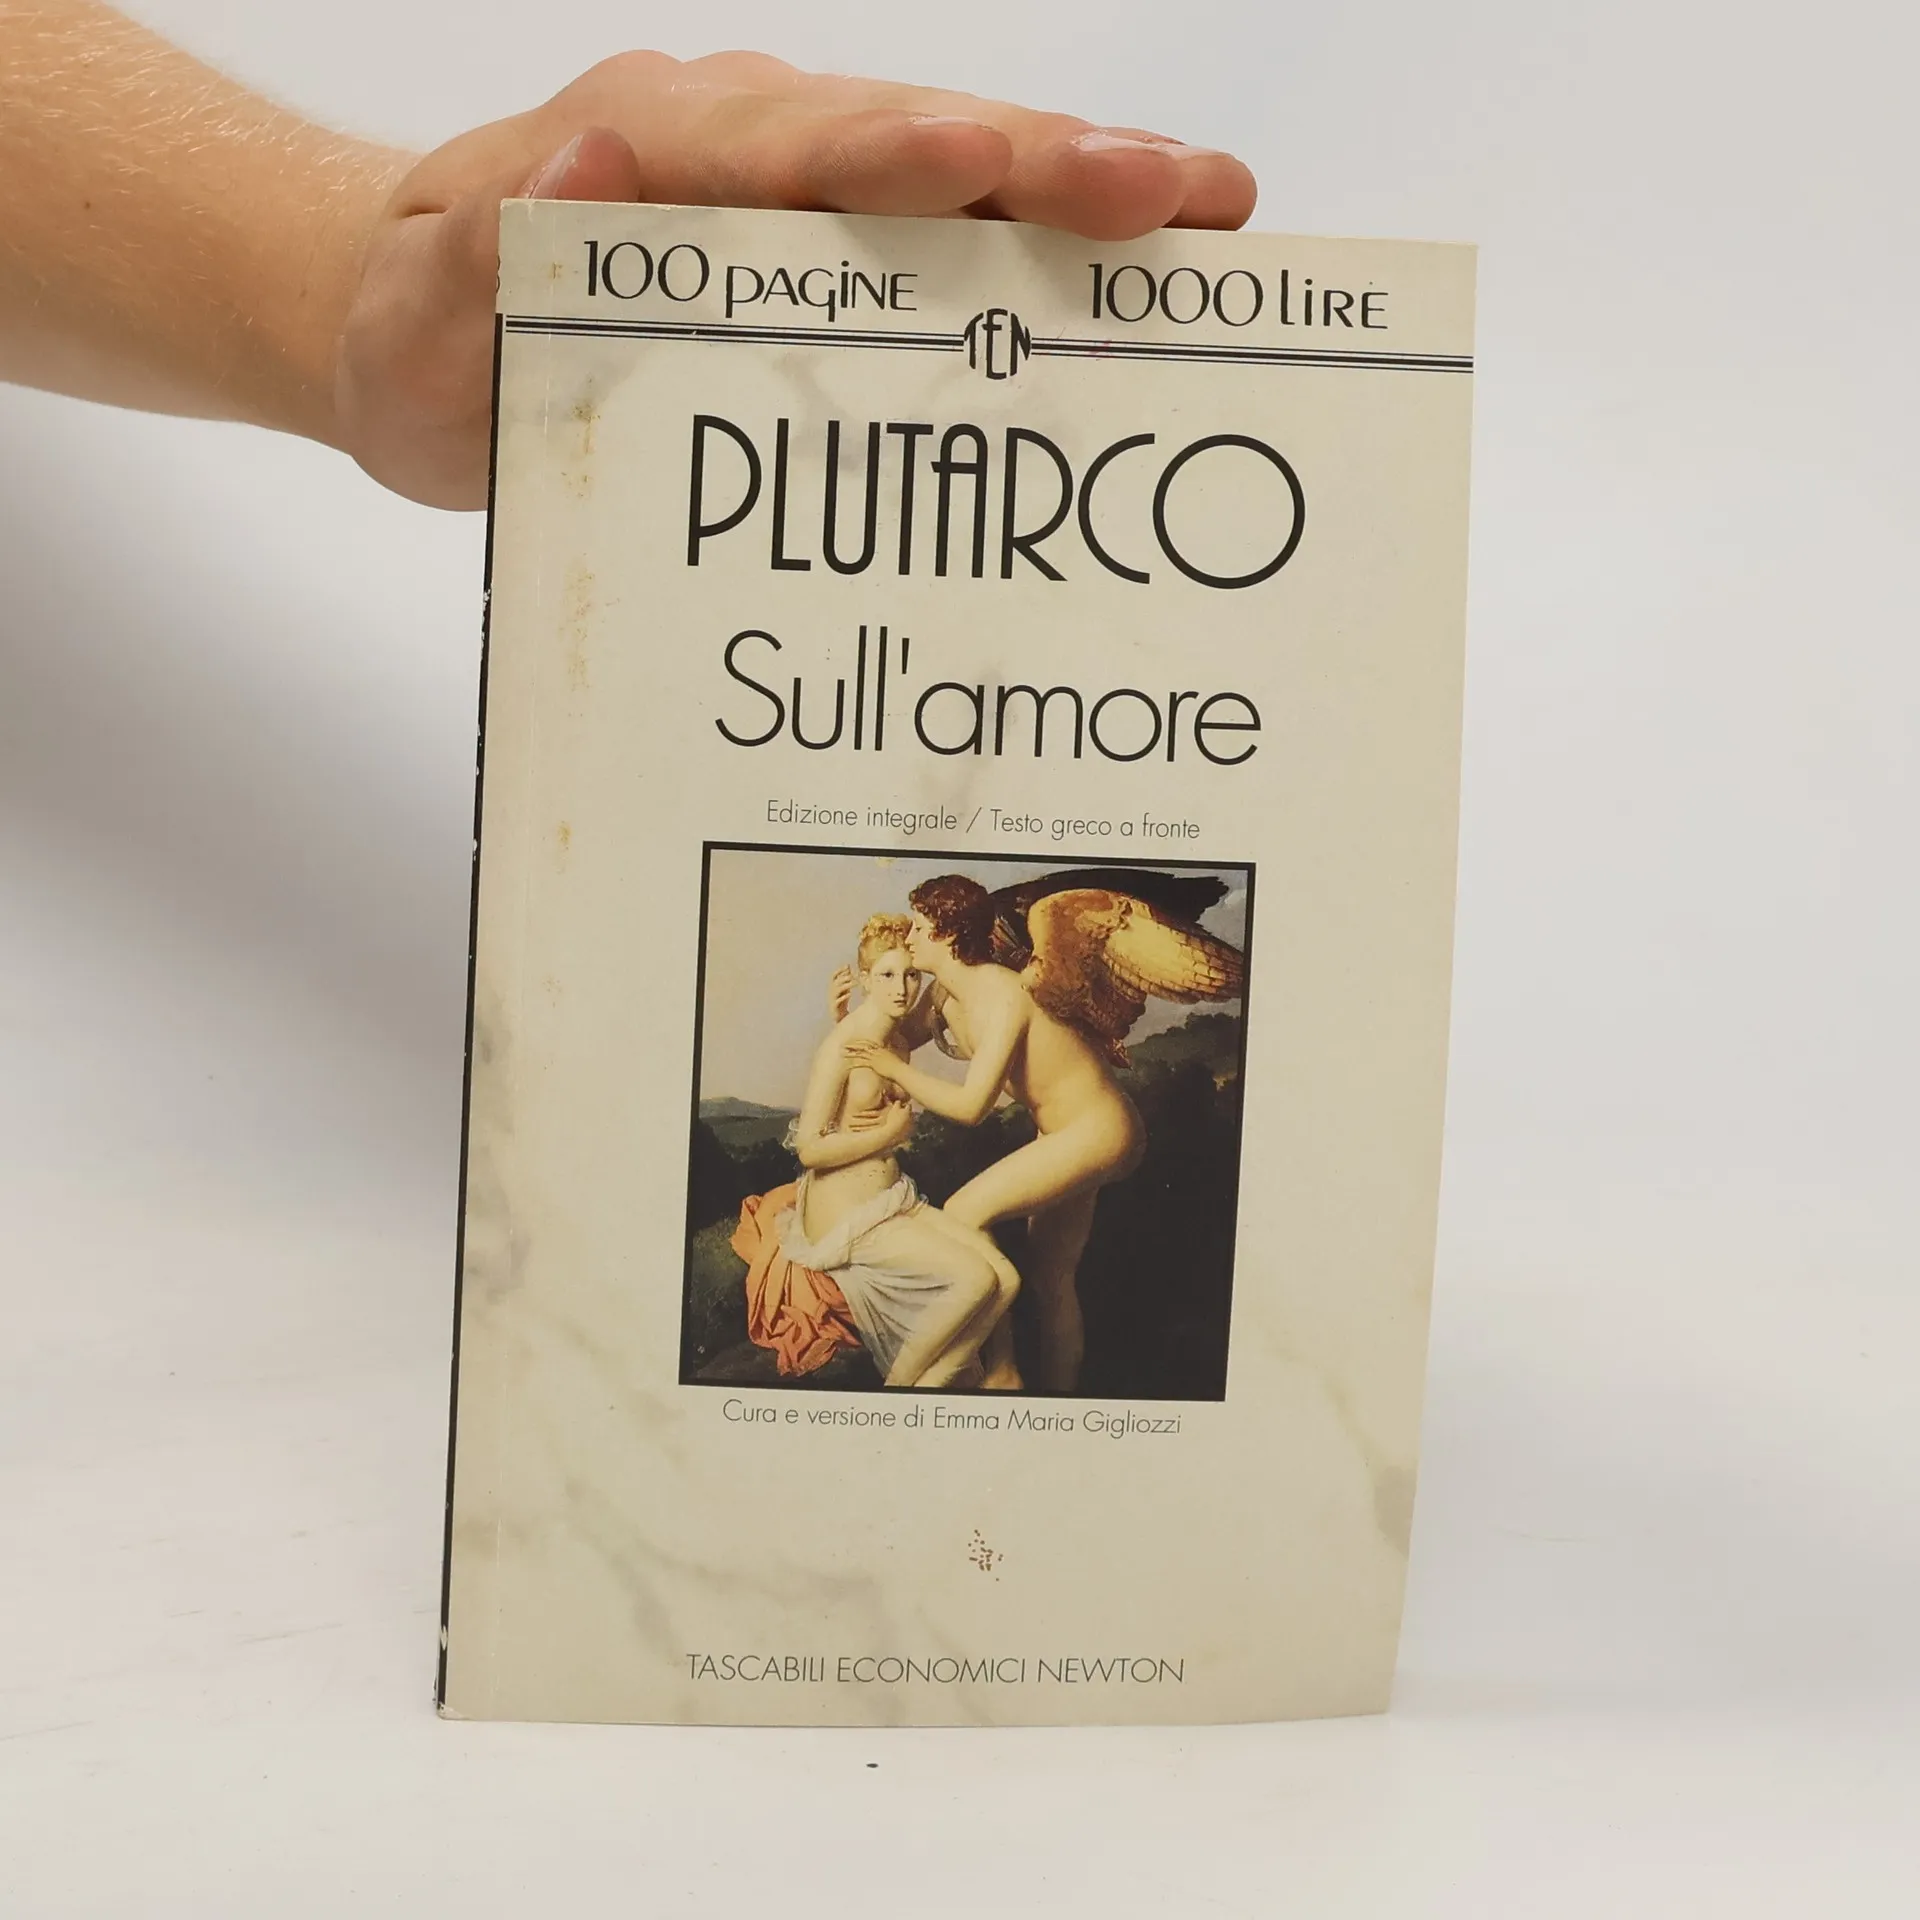 100 pagine 1000 lire
TEN
PLUTARCO
Sull'amore
Edizione integrale / Testo greco a fronte
Cura e versione di Emma Maria Gigliozzi
TASCABILI ECONOMICI NEWTON